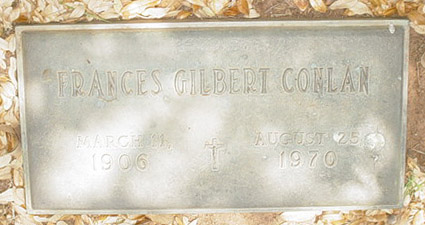 FRANCES GILBERT CONLAN
MARCH 11, AUGUST 25
1906 1970